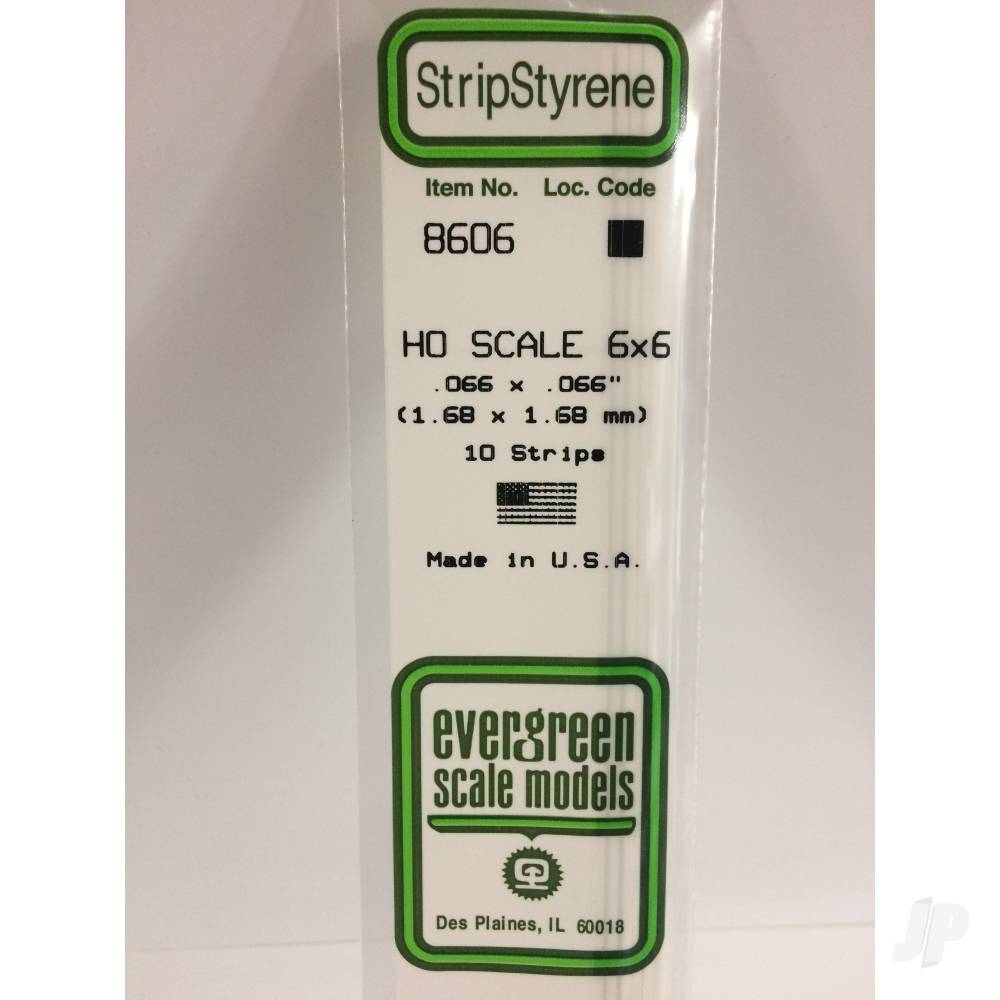 StripStyrene
Item No. Loc. Code
8606
HO SCALE 6x6
.066 x .066"
(1.68 x 1.68 mm)
10 Strips
Made in U.S.A.
evergreen
scale models
Des Plaines, IL 60018
JP